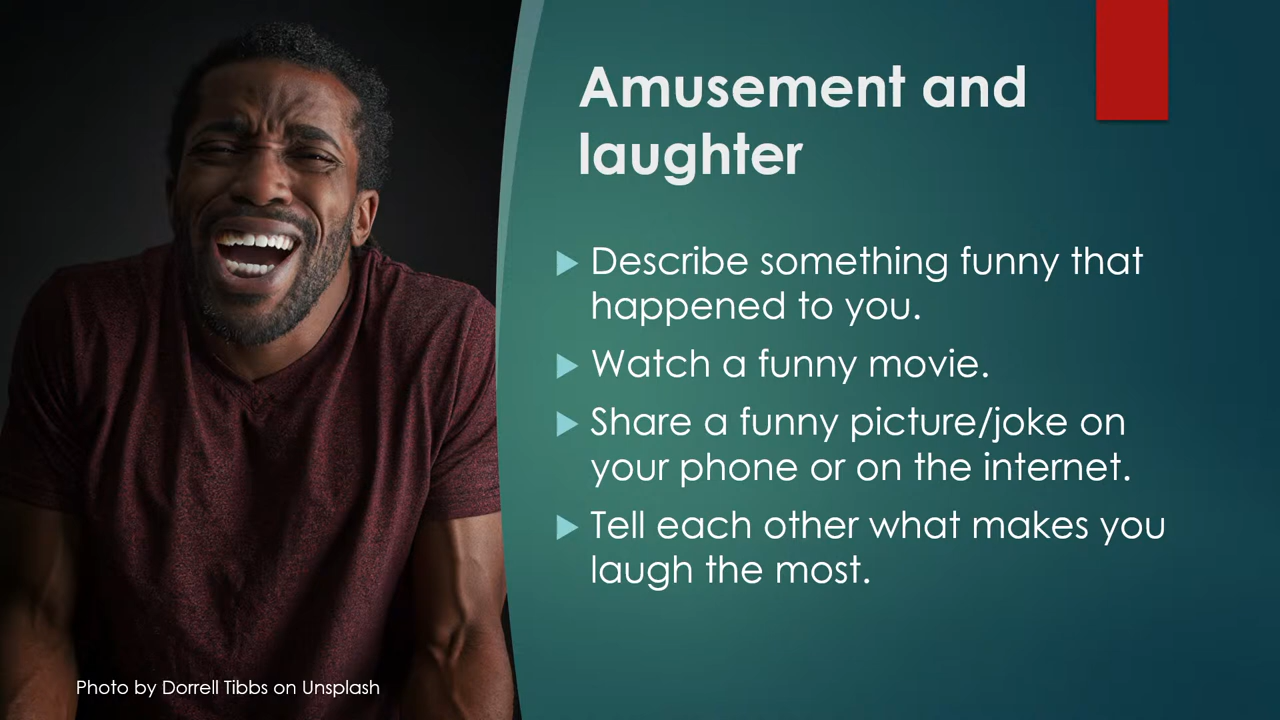 Amusement and
laughter
Describe something funny that
happened to you.
Watch a funny movie.
Share a funny picture/joke on
your phone or on the internet.
Tell each other what makes you
laugh the most.
Photo by Dorrell Tibbs on Unsplash